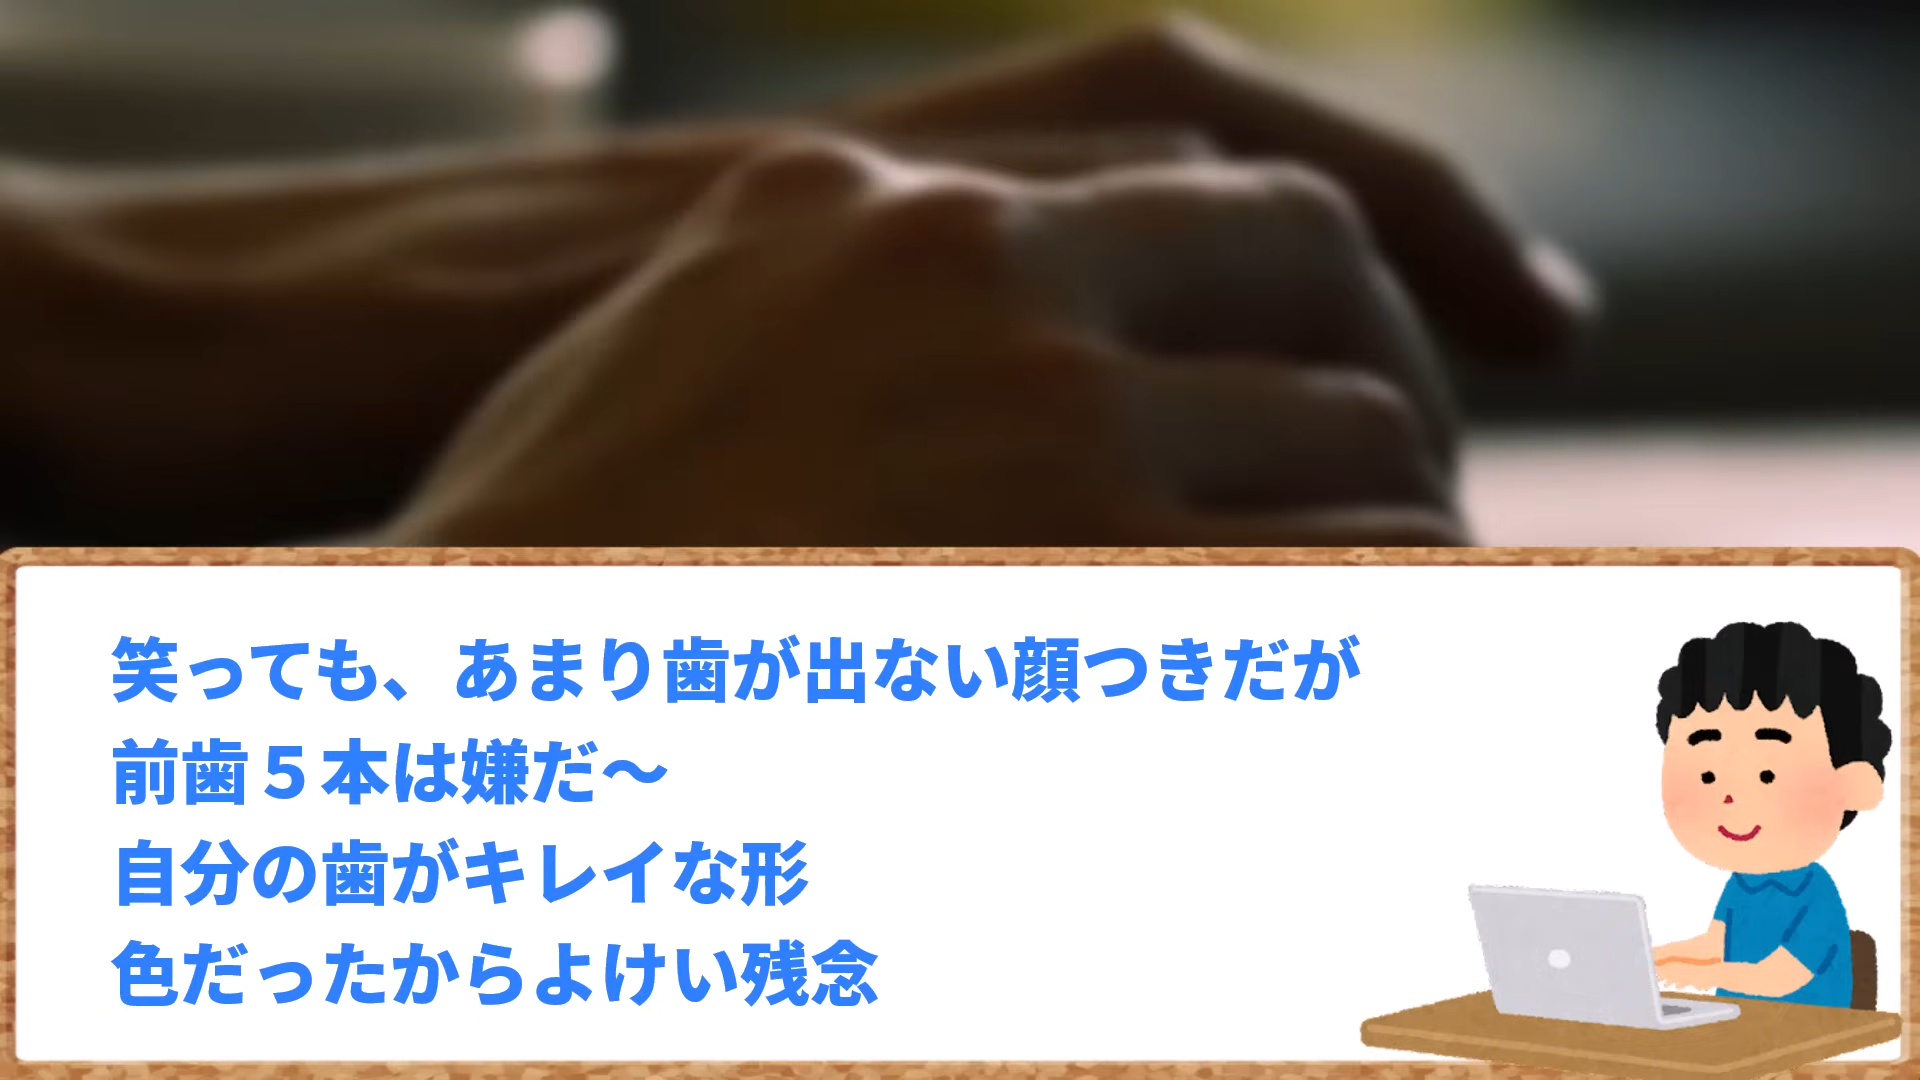 笑っても、あまり歯が出ない顔つきだが
前歯５本は嫌だ～
自分の歯がキレイな形
色だったからよけい残念